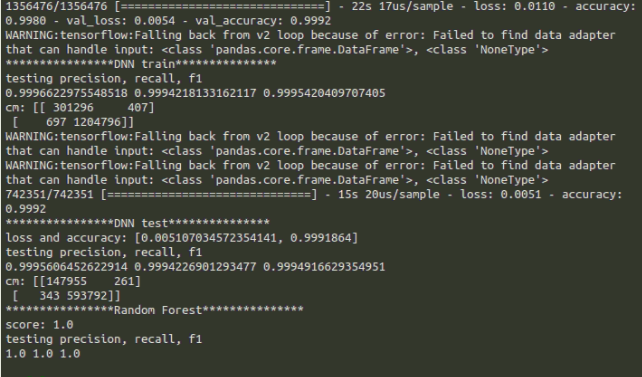 1356476/1356476 [==============================] - 22s 17us/sample - loss: 0.0110 - accuracy:
0.9980 - val_loss: 0.0054 - val_accuracy: 0.9992
WARNING:tensorflow:Falling back from v2 loop because of error: Failed to find data adapter
that can handle input: <class 'pandas.core.frame.DataFrame'>, <class 'NoneType'>
****************DNN train***************
testing precision, recall, f1
0.9996622975548518 0.9994218133162117 0.9995420409707405
cm: [[ 301296     407]
 [    697 1204796]]
WARNING:tensorflow:Falling back from v2 loop because of error: Failed to find data adapter
that can handle input: <class 'pandas.core.frame.DataFrame'>, <class 'NoneType'>
WARNING:tensorflow:Falling back from v2 loop because of error: Failed to find data adapter
that can handle input: <class 'pandas.core.frame.DataFrame'>, <class 'NoneType'>
742351/742351 [==============================] - 15s 20us/sample - loss: 0.0051 - accuracy:
0.9992
****************DNN test***************
loss and accuracy: [0.005107034572354141, 0.9991864]
testing precision, recall, f1
0.9995606452622914 0.9994226901293477 0.9994916629354951
cm: [[147955    261]
 [   343 593792]]
****************Random Forest***************
score: 1.0
testing precision, recall, f1
1.0 1.0 1.0